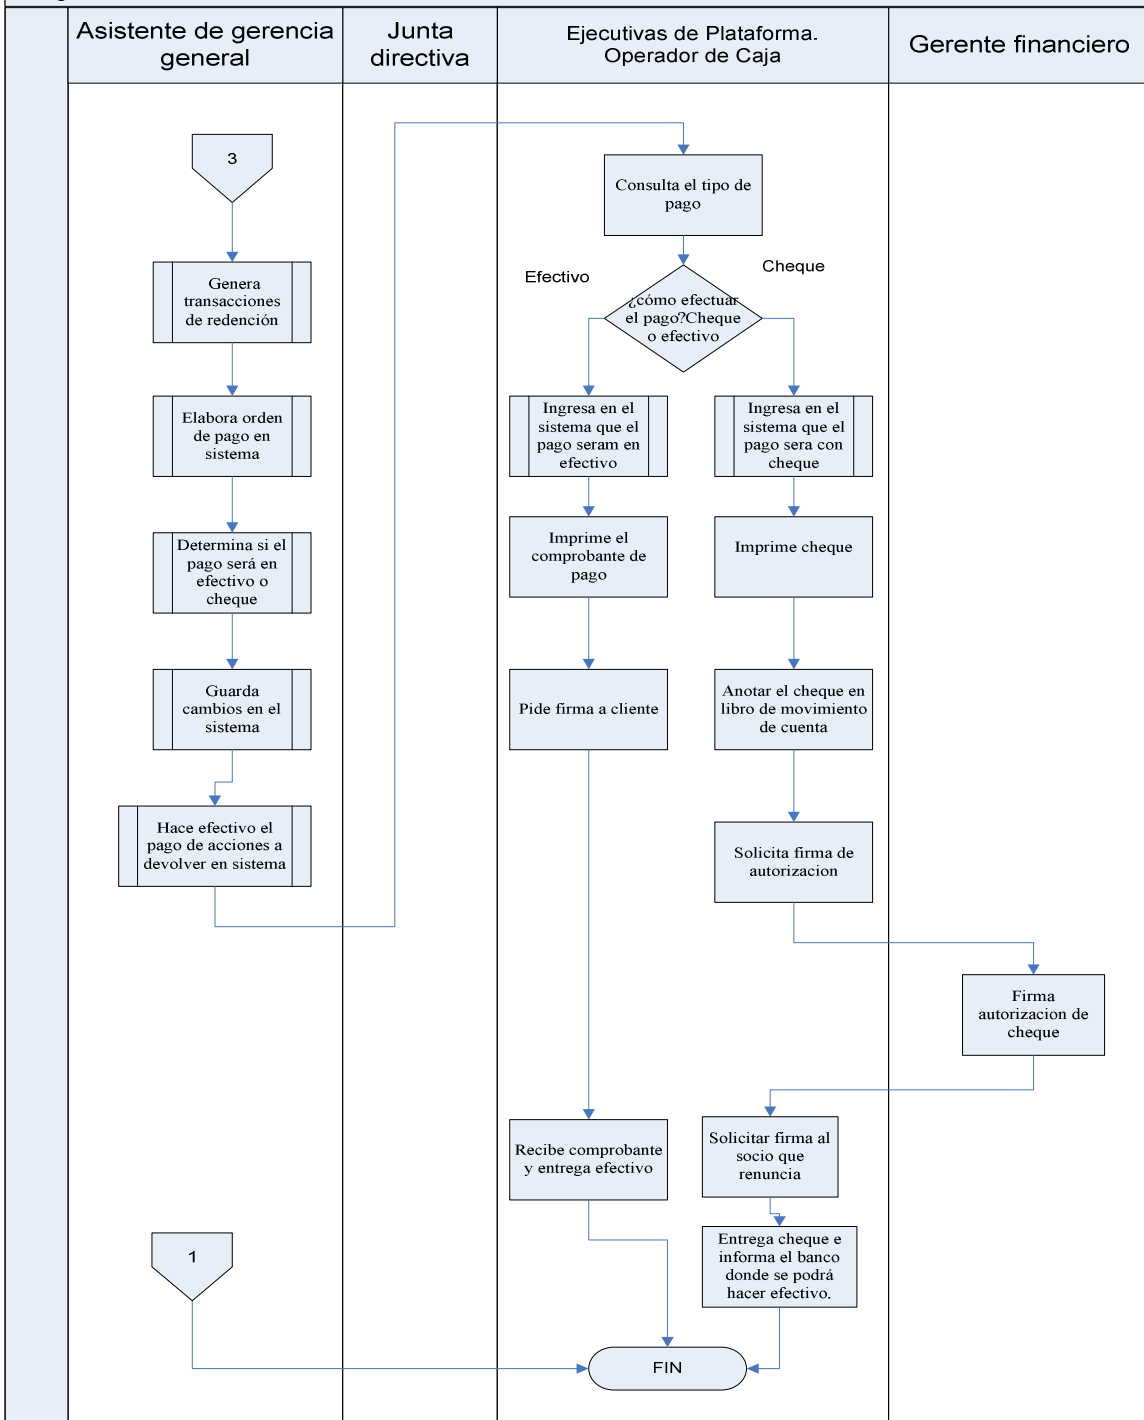 Asistente de gerencia
general
Junta
directiva
Ejecutivas de Plataforma.
Operador de Caja
Gerente financiero
3
Genera
transacciones
de redención
Elabora orden
de pago en
sistema
Determina si el
pago será en
efectivo o
cheque
Guarda
cambios en el
sistema
Hace efectivo el
pago de acciones a
devolver en sistema
1
Consulta el tipo de
pago
Efectivo
Cheque
¿cómo efectuar
el pago?Cheque
o efectivo
Ingresa en el
sistema que el
pago seram en
efectivo
Imprime el
comprobante de
pago
Pide firma a cliente
Recibe comprobante
y entrega efectivo
Ingresa en el
sistema que el
pago sera con
cheque
Imprime cheque
Anotar el cheque en
libro de movimiento
de cuenta
Solicita firma de
autorizacion
Firma
autorizacion de
cheque
Solicitar firma al
socio que
renuncia
Entrega cheque e
informa el banco
donde se podrá
hacer efectivo.
FIN